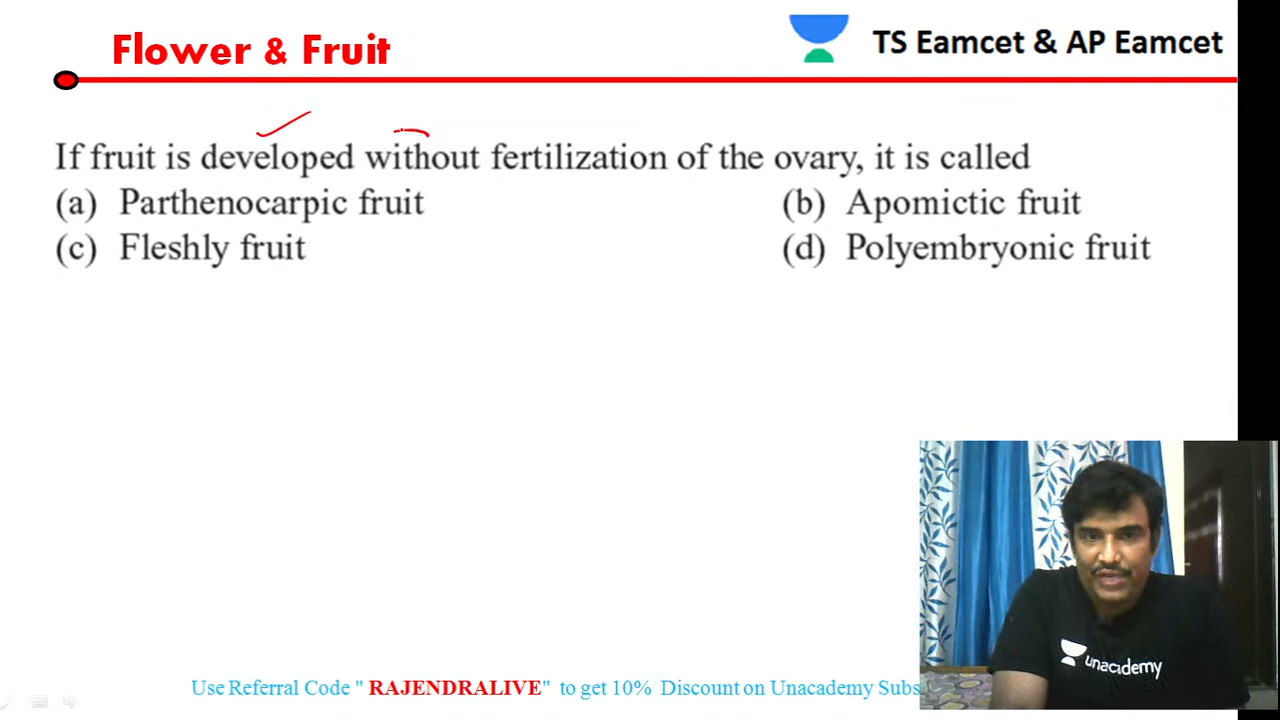 Flower & Fruit
TS Eamcet & AP Eamcet
If fruit is developed without fertilization of the ovary, it is called
(a) Parthenocarpic fruit (b) Apomictic fruit
(c) Fleshly fruit (d) Polyembryonic fruit
unacademy
Use Referral Code " RAJENDRALIVE" to get 10% Discount on Unacademy Subs